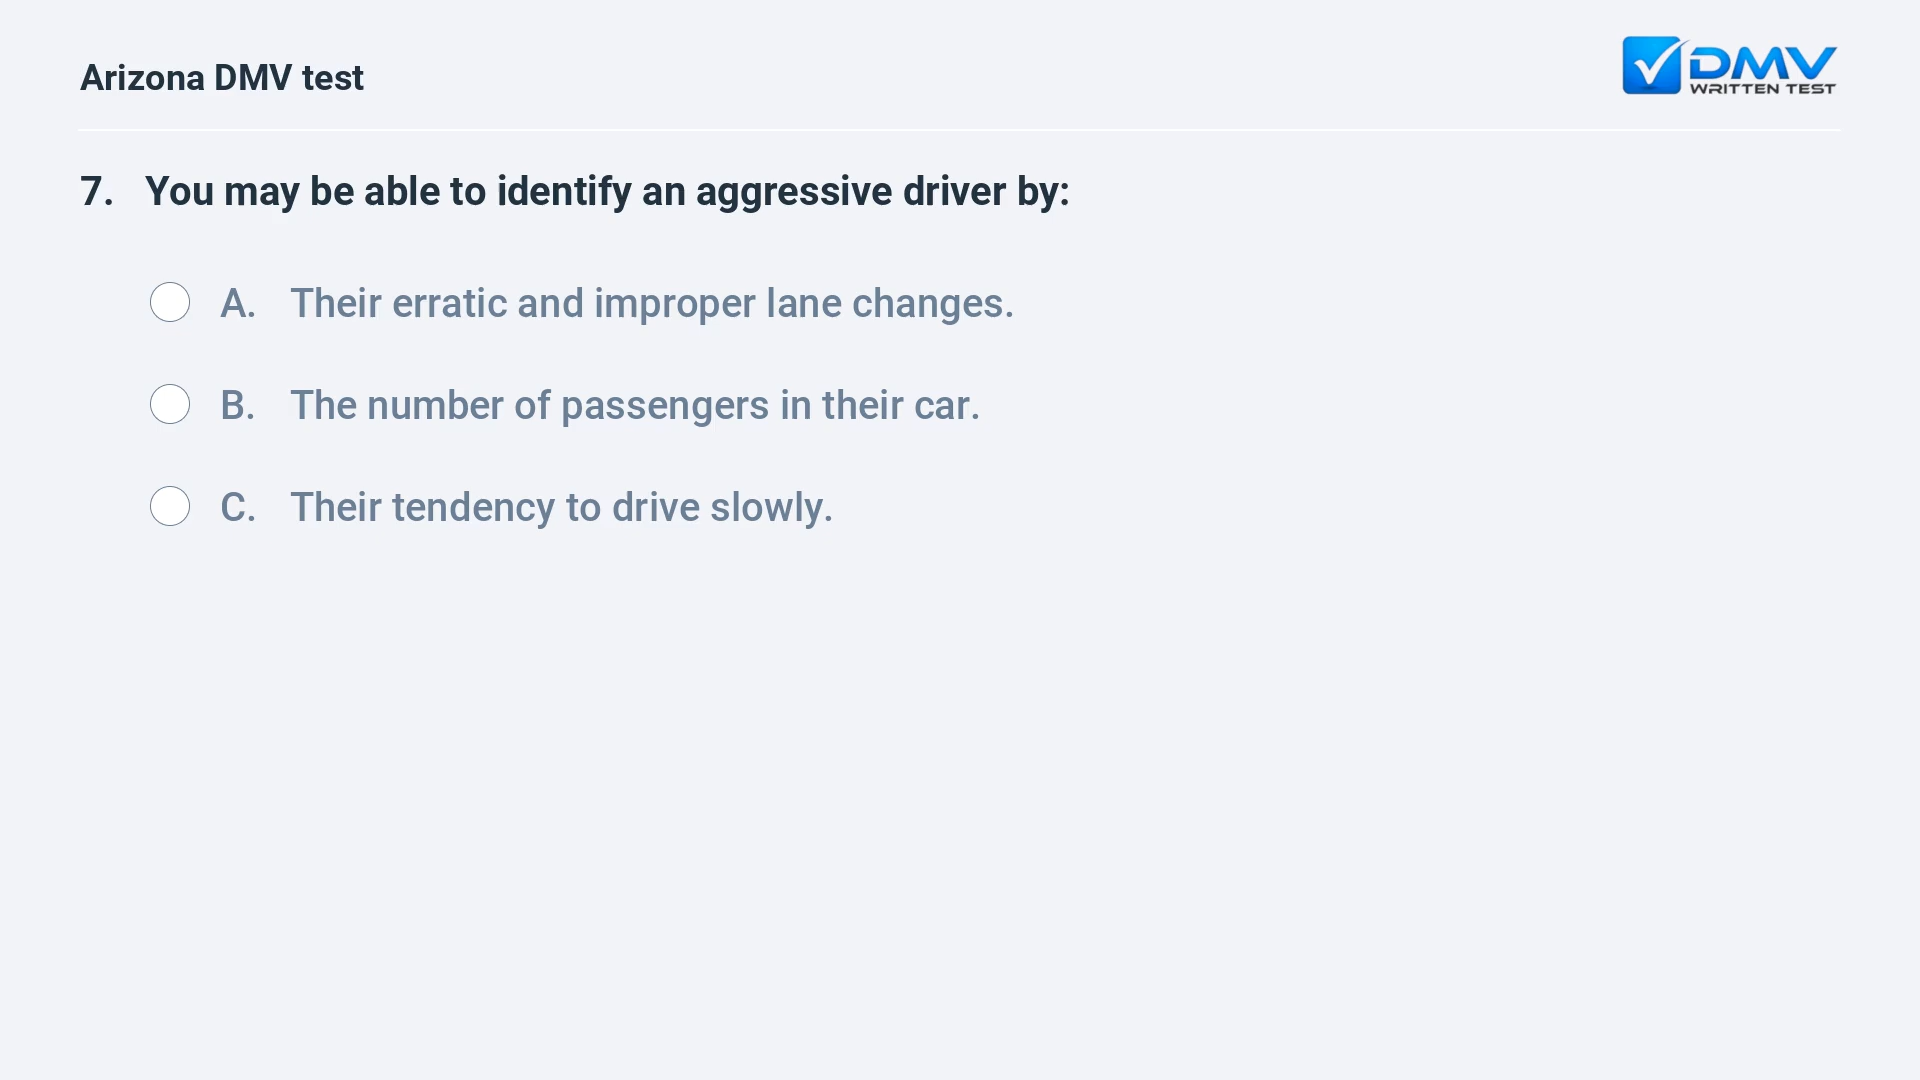 Arizona DMV test
DMV
WRITTEN TEST
7. You may be able to identify an aggressive driver by:
A. Their erratic and improper lane changes.
B. The number of passengers in their car.
C. Their tendency to drive slowly.